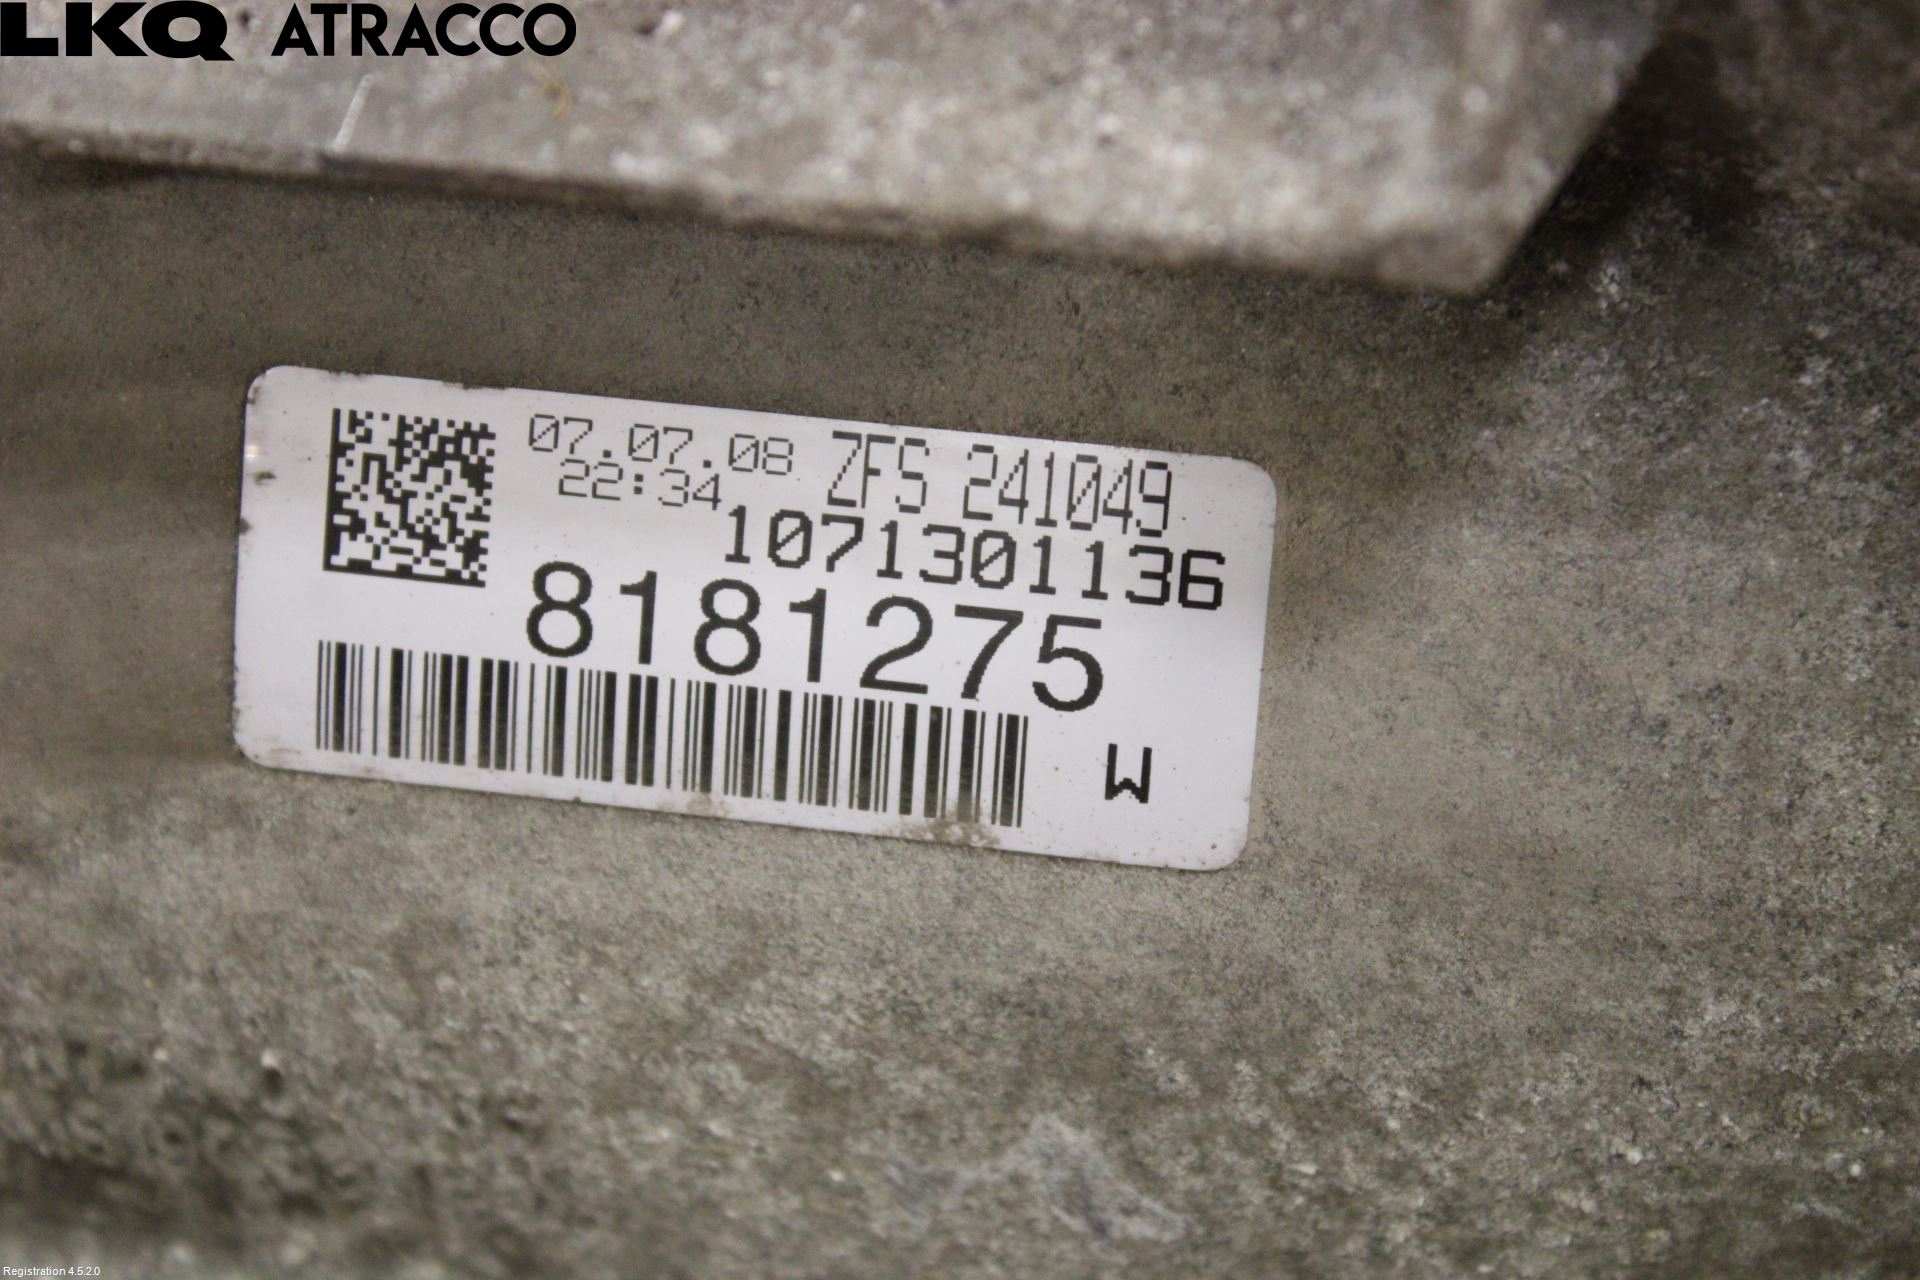 LKQ ATRACCO
07.07.08 ZFS 241049
22:34
1071301136
8181275
W
Registration 4.5.2.0